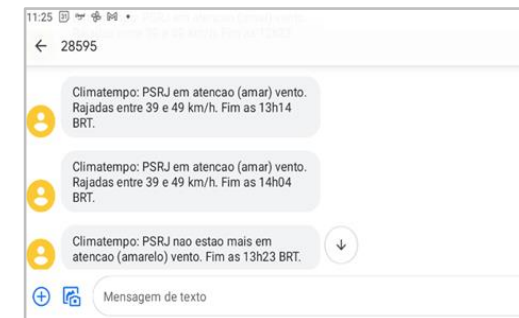 11:25
28595
Climatempo: PSRJ em atencao (amar) vento.
Rajadas entre 39 e 49 km/h. Fim as 13h14
BRT.
Climatempo: PSRJ em atencao (amar) vento.
Rajadas entre 39 e 49 km/h. Fim as 14h04
BRT.
Climatempo: PSRJ nao estao mais em
atencao (amarelo) vento. Fim as 13h23 BRT.
Mensagem de texto